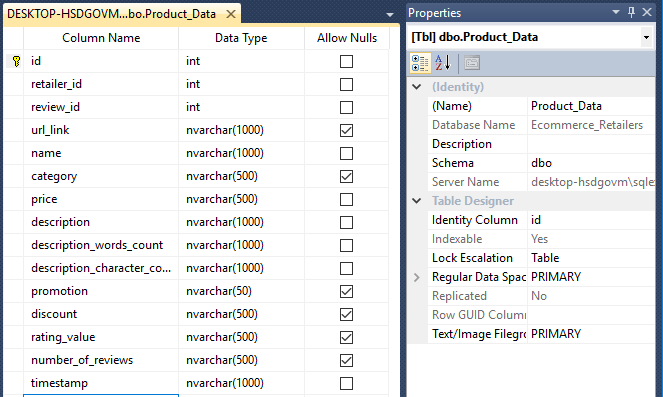 DESKTOP-HSDGOVM...bo.Product_Data
Column Name Data Type Allow Nulls
id int
retailer_id int
review_id int
url_link nvarchar(1000)
name nvarchar(1000)
category nvarchar(500)
price nvarchar(500)
description nvarchar(1000)
description_words_count nvarchar(1000)
description_character_co... nvarchar(1000)
promotion nvarchar(50)
discount nvarchar(500)
rating_value nvarchar(500)
number_of_reviews nvarchar(500)
timestamp nvarchar(1000)
Properties
[Tbl] dbo.Product_Data
(Identity)
(Name) Product_Data
Database Name Ecommerce_Retailers
Description
Schema dbo
Server Name desktop-hsdgovm\sqlex
Table Designer
Identity Column id
Indexable Yes
Lock Escalation Table
Regular Data Spac PRIMARY
Replicated No
Row GUID Column
Text/Image Filegro PRIMARY